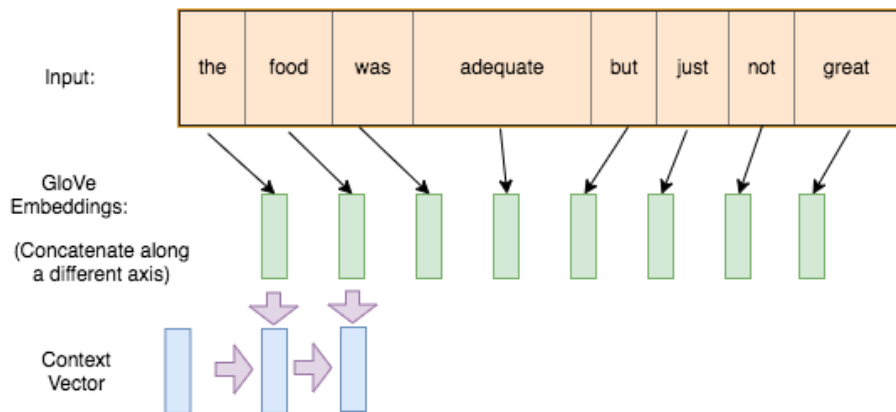 Input:
the food was adequate but just not great
GloVe
Embeddings:
(Concatenate along
a different axis)
Context
Vector